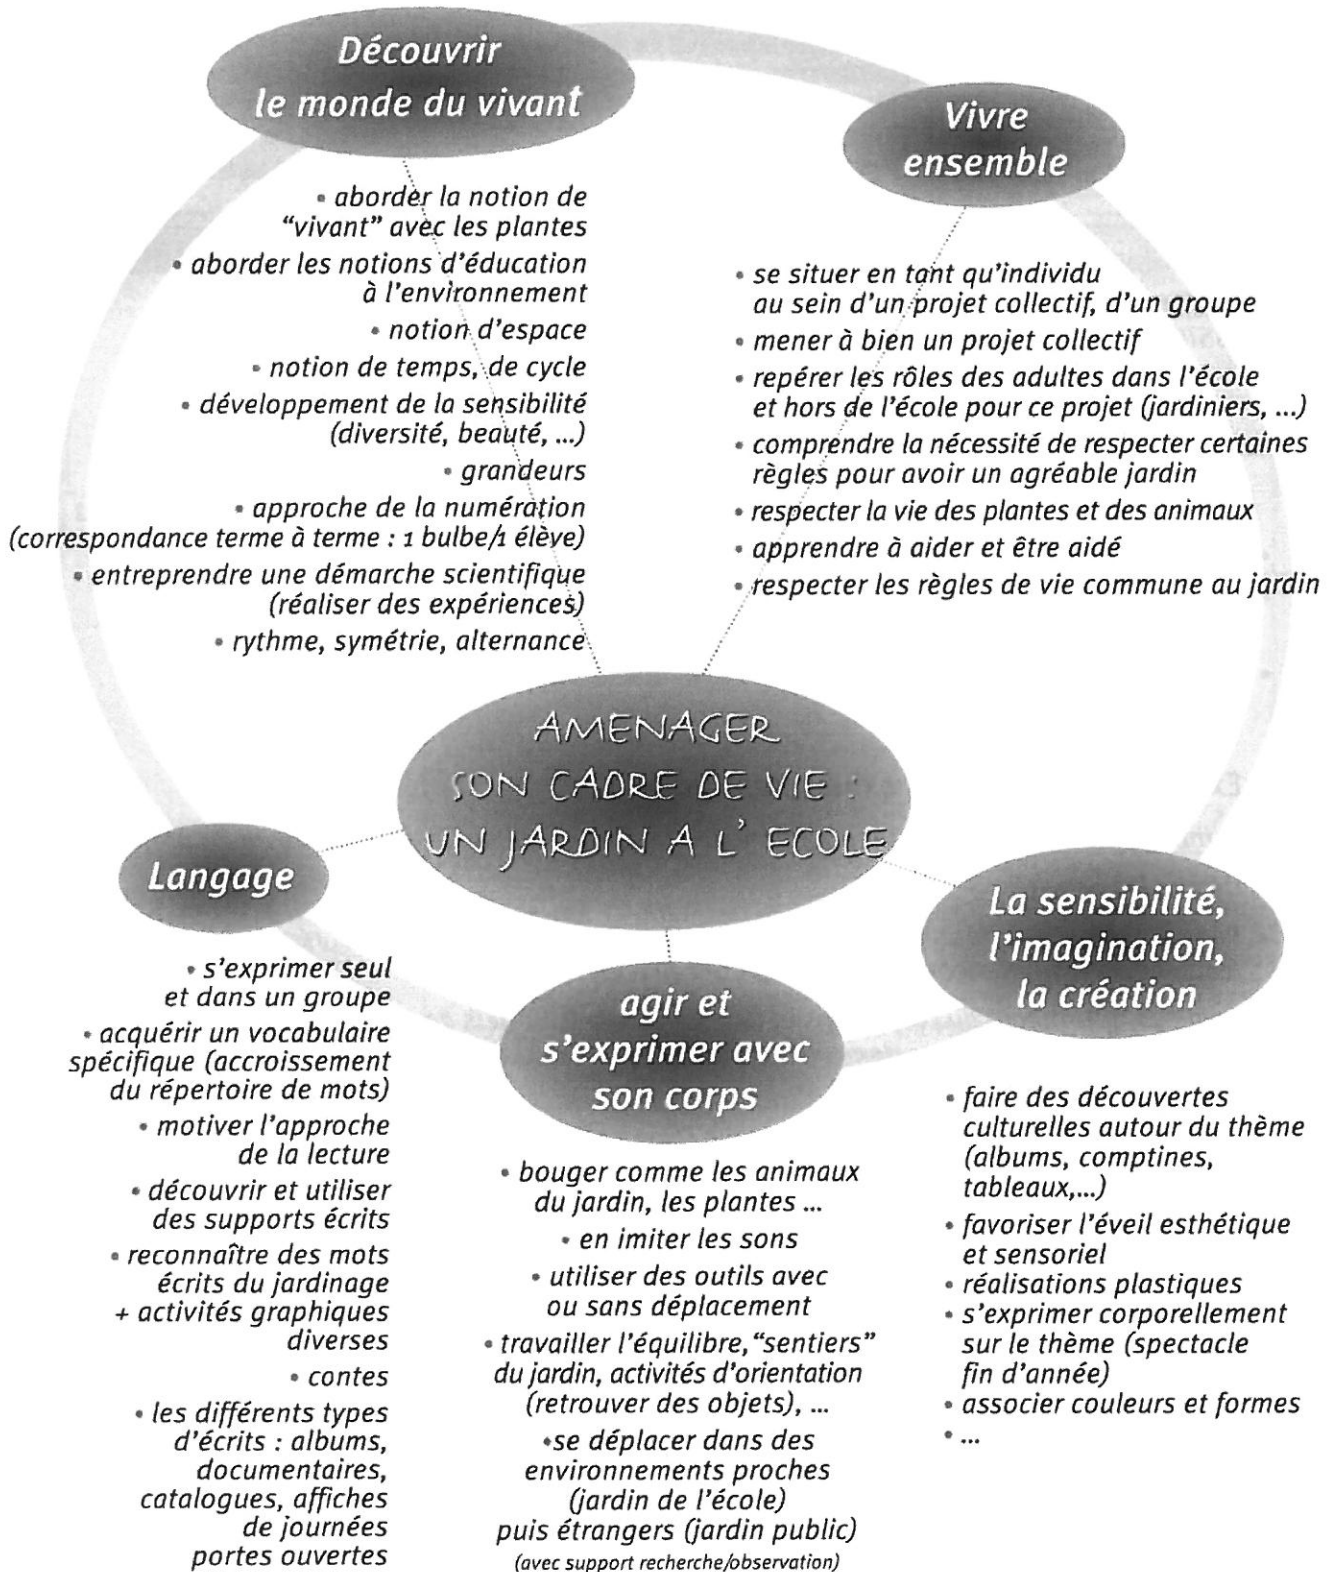 Découvrir
le monde du vivant
• aborder la notion de
“vivant” avec les plantes
• aborder les notions d’éducation
à l’environnement
• notion d’espace
• notion de temps, de cycle
• développement de la sensibilité
(diversité, beauté, ...)
• grandeurs
• approche de la numération
(correspondance terme à terme : 1 bulbe/1 élève)
• entreprendre une démarche scientifique
(réaliser des expériences)
• rythme, symétrie, alternance
Vivre
ensemble
• se situer en tant qu’individu
au sein d’un projet collectif, d’un groupe
• mener à bien un projet collectif
• repérer les rôles des adultes dans l’école
et hors de l’école pour ce projet (jardiniers, ...)
• comprendre la nécessité de respecter certaines
règles pour avoir un agréable jardin
• respecter la vie des plantes et des animaux
• apprendre à aider et être aidé
• respecter les règles de vie commune au jardin
AMENAGER
SON CADRE DE VIE :
UN JARDIN A L’ ECOLE
Langage
• s’exprimer seul
et dans un groupe
• acquérir un vocabulaire
spécifique (accroissement
du répertoire de mots)
• motiver l’approche
de la lecture
• découvrir et utiliser
des supports écrits
• reconnaître des mots
écrits du jardinage
+ activités graphiques
diverses
• contes
• les différents types
d’écrits : albums,
documentaires,
catalogues, affiches
de journées
portes ouvertes
agir et
s’exprimer avec
son corps
• bouger comme les animaux
du jardin, les plantes ...
• en imiter les sons
• utiliser des outils avec
ou sans déplacement
• travailler l’équilibre, “sentiers”
du jardin, activités d’orientation
(retrouver des objets), ...
•se déplacer dans des
environnements proches
(jardin de l’école)
puis étrangers (jardin public)
(avec support recherche/observation)
La sensibilité,
l’imagination,
la création
• faire des découvertes
culturelles autour du thème
(albums, comptines,
tableaux,...)
• favoriser l’éveil esthétique
et sensoriel
• réalisations plastiques
• s’exprimer corporellement
sur le thème (spectacle
fin d’année)
• associer couleurs et formes
• ...